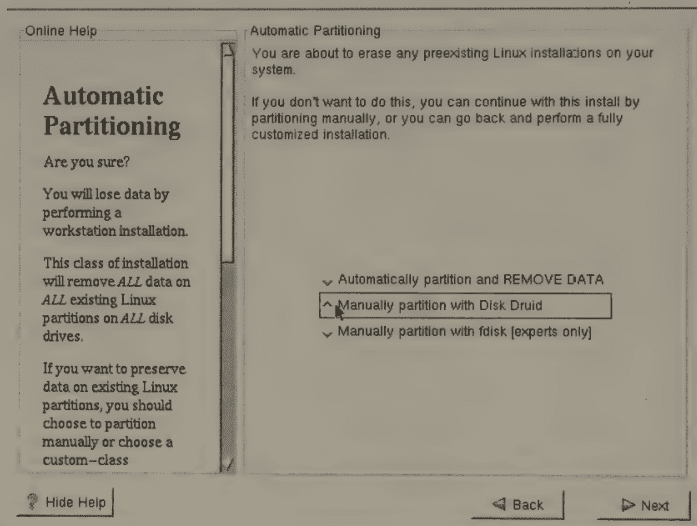 Online Help
Automatic
Partitioning
Are you sure?
You will lose data by
performing a
workstation installation.
This class of installation
will remove ALL data on
ALL existing Linux
partitions on ALL disk
drives.
If you want to preserve
data on existing Linux
partitions, you should
choose to partition
manually or choose a
custom-class
Automatic Partitioning
You are about to erase any preexisting Linux installations on your
system.
If you don't want to do this, you can continue with this install by
partitioning manually, or you can go back and perform a fully
customized installation.
Automatically partition and REMOVE DATA
Manually partition with Disk Druid
Manually partition with fdisk [experts only]
Hide Help
Back
Next